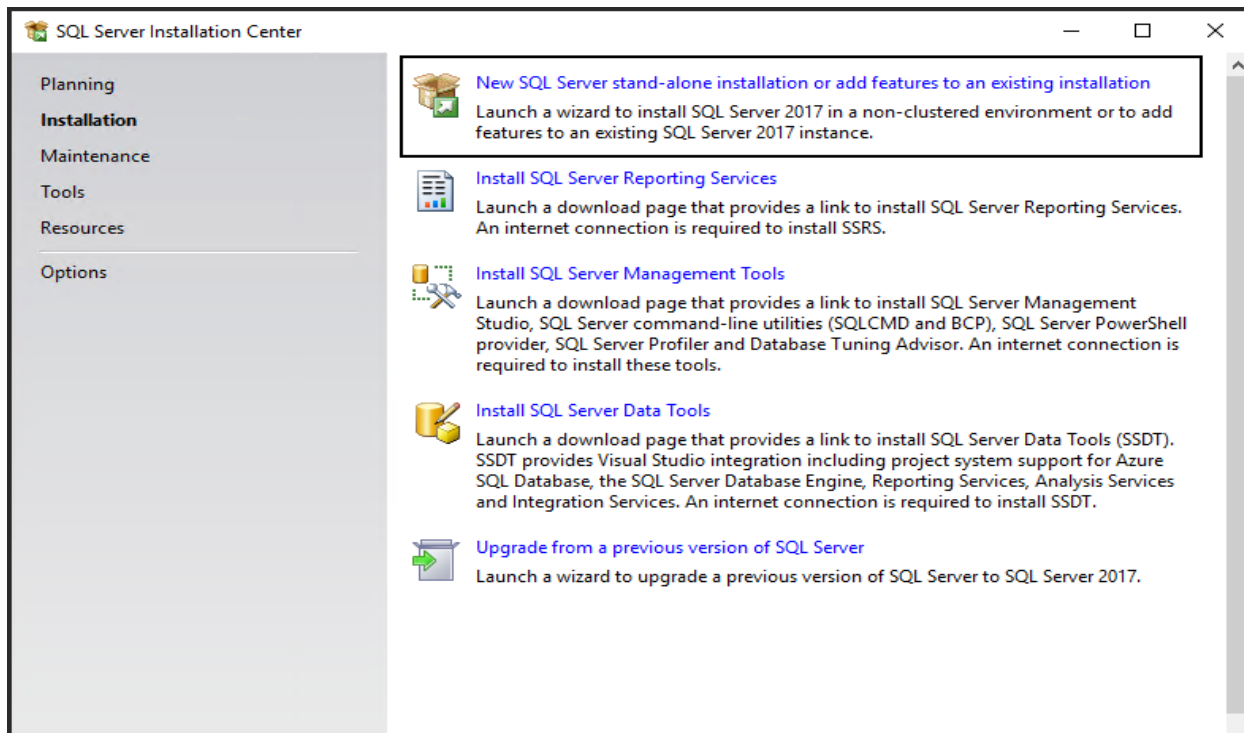 SQL Server Installation Center
Planning
Installation
Maintenance
Tools
Resources
Options
New SQL Server stand-alone installation or add features to an existing installation
Launch a wizard to install SQL Server 2017 in a non-clustered environment or to add
features to an existing SQL Server 2017 instance.
Install SQL Server Reporting Services
Launch a download page that provides a link to install SQL Server Reporting Services.
An internet connection is required to install SSRS.
Install SQL Server Management Tools
Launch a download page that provides a link to install SQL Server Management
Studio, SQL Server command-line utilities (SQLCMD and BCP), SQL Server PowerShell
provider, SQL Server Profiler and Database Tuning Advisor. An internet connection is
required to install these tools.
Install SQL Server Data Tools
Launch a download page that provides a link to install SQL Server Data Tools (SSDT).
SSDT provides Visual Studio integration including project system support for Azure
SQL Database, the SQL Server Database Engine, Reporting Services, Analysis Services
and Integration Services. An internet connection is required to install SSDT.
Upgrade from a previous version of SQL Server
Launch a wizard to upgrade a previous version of SQL Server to SQL Server 2017.